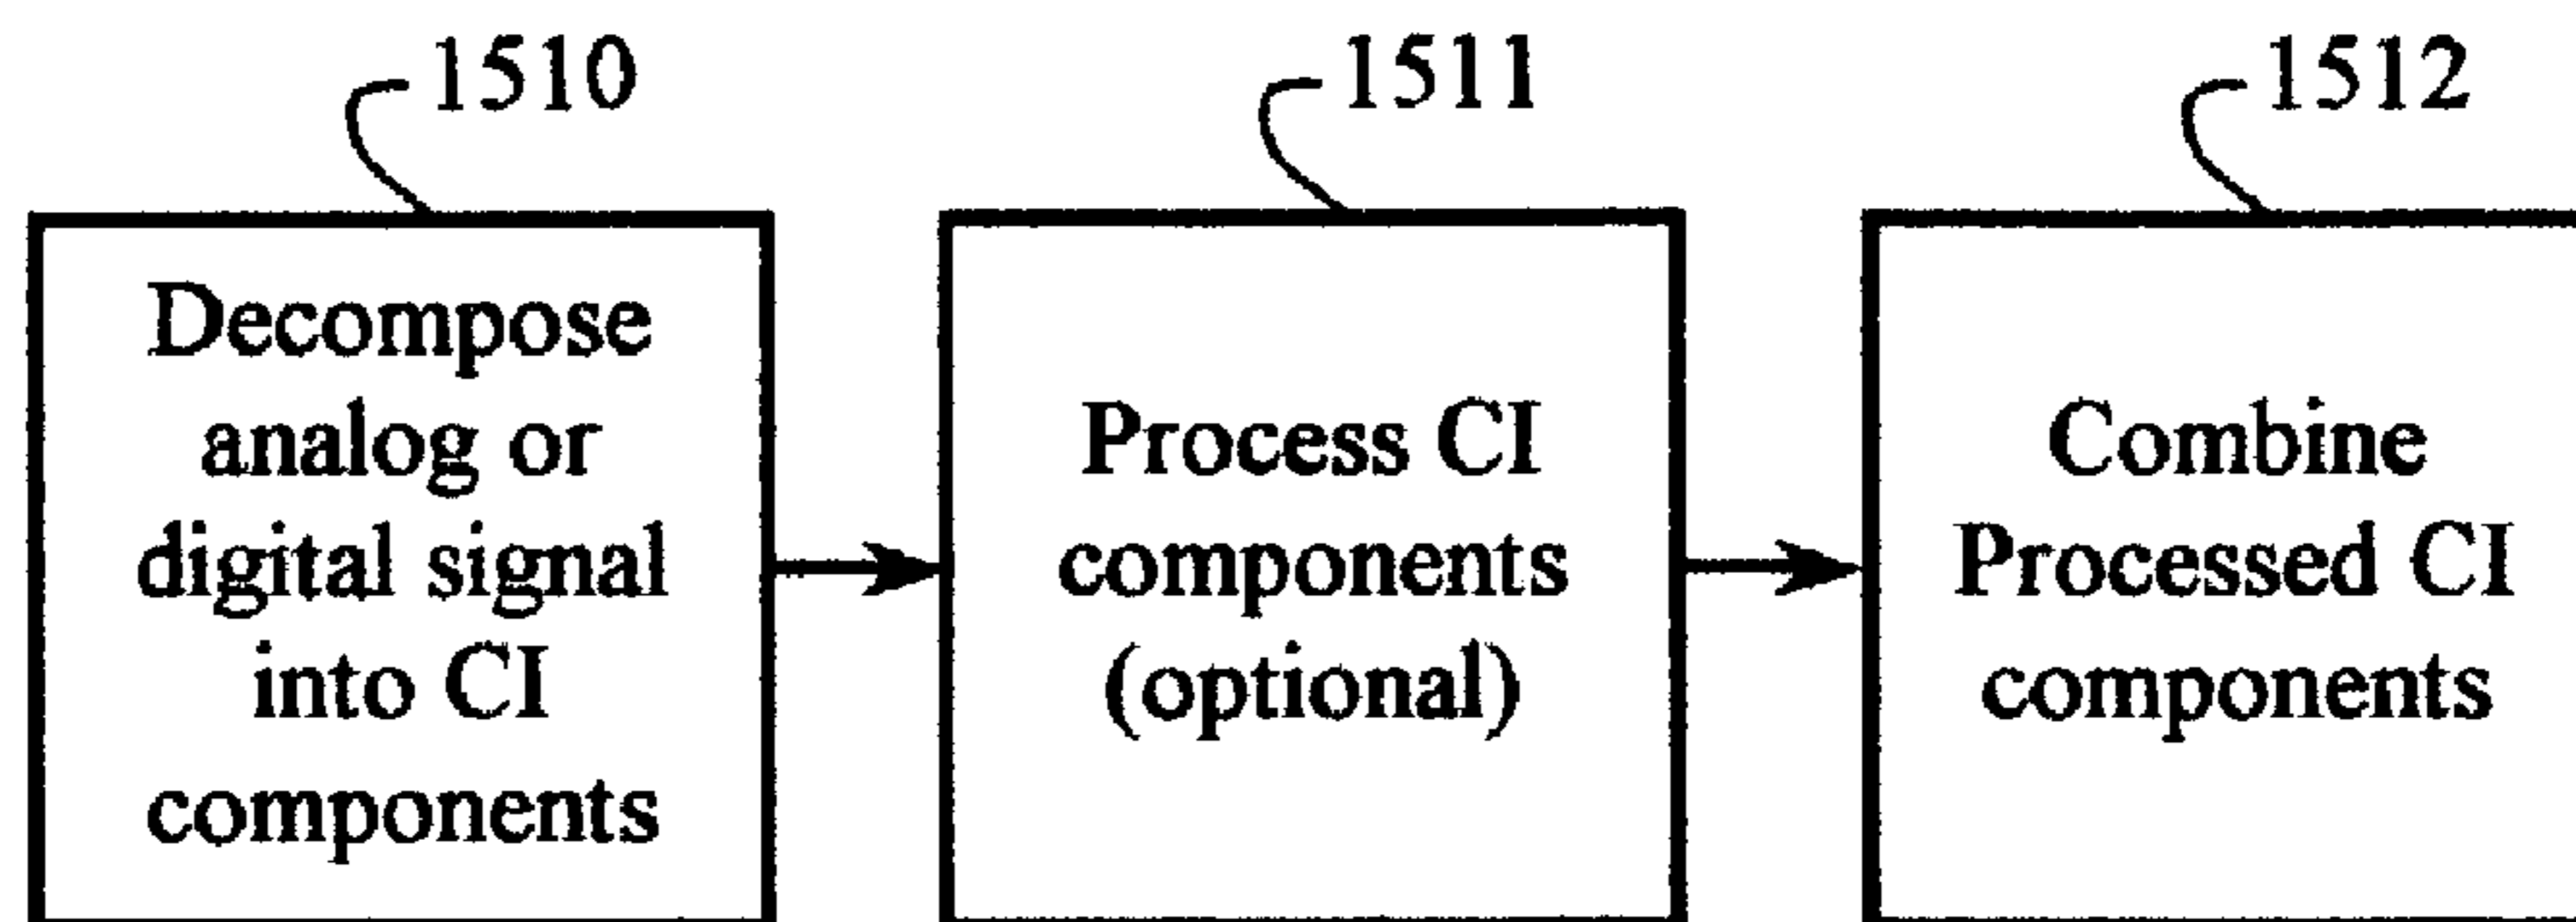 1510
Decompose
analog or
digital signal
into CI
components
1511
Process CI
components
(optional)
1512
Combine
Processed CI
components